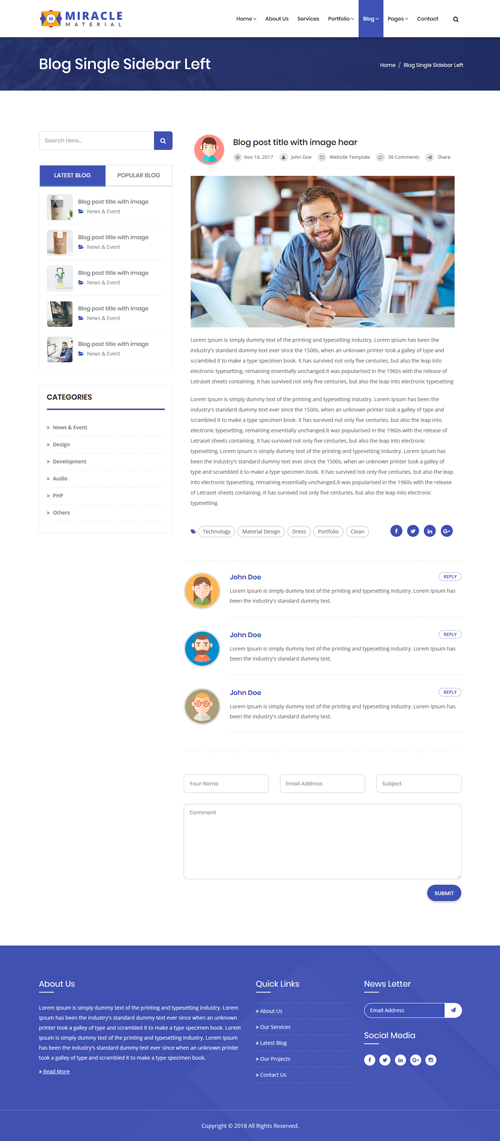 MIRACLE
MATERIAL
Home
About Us
Services
Portfolio
Blog
Pages
Contact
Blog Single Sidebar Left
Home / Blog Single Sidebar Left
Search Here..
LATEST BLOG
POPULAR BLOG
Blog post title with image
News & Event
Blog post title with image
News & Event
Blog post title with image
News & Event
Blog post title with image
News & Event
Blog post title with image
News & Event
CATEGORIES
» News & Event
» Design
» Development
» Audio
» PHP
» Others
Blog post title with image hear
Nov 16, 2017
John Doe
Website Template
39 Comments
Share
Lorem Ipsum is simply dummy text of the printing and typesetting industry. Lorem Ipsum has been the
industry's standard dummy text ever since the 1500s, when an unknown printer took a galley of type and
scrambled it to make a type specimen book. It has survived not only five centuries, but also the leap into
electronic typesetting, remaining essentially unchanged.It was popularised in the 1960s with the release of
Letraset sheets containing. It has survived not only five centuries, but also the leap into electronic typesetting
Lorem Ipsum is simply dummy text of the printing and typesetting industry. Lorem Ipsum has been the
industry's standard dummy text ever since the 1500s, when an unknown printer took a galley of type and
scrambled it to make a type specimen book. It has survived not only five centuries, but also the leap into
electronic typesetting, remaining essentially unchanged.It was popularised in the 1960s with the release of
Letraset sheets containing. It has survived not only five centuries, but also the leap into electronic
typesetting, Lorem Ipsum is simply dummy text of the printing and typesetting industry. Lorem Ipsum has
been the industry's standard dummy text ever since the 1500s, when an unknown printer took a galley of
type and scrambled it to make a type specimen book. It has survived not only five centuries, but also the leap
into electronic typesetting, remaining essentially unchanged.It was popularised in the 1960s with the release
of Letraset sheets containing. It has survived not only five centuries, but also the leap into electronic
typesetting
Technology
Material Design
Dress
Portfolio
Clean
John Doe
REPLY
Lorem Ipsum is simply dummy text of the printing and typesetting industry. Lorem Ipsum has
been the industry's standard dummy text.
John Doe
REPLY
Lorem Ipsum is simply dummy text of the printing and typesetting industry. Lorem Ipsum has
been the industry's standard dummy text.
John Doe
REPLY
Lorem Ipsum is simply dummy text of the printing and typesetting industry. Lorem Ipsum has
been the industry's standard dummy text.
Your Name
Email Address
Subject
Comment
SUBMIT
About Us
Lorem Ipsum is simply dummy text of the printing and typesetting industry. Lorem
Ipsum has been the industry's standard dummy text ever since when an unknown
printer took a galley of type and scrambled it to make a type specimen book.
Lorem Ipsum is simply dummy text of the printing and typesetting industry. Lorem
Ipsum has been the industry's standard dummy text ever since when an unknown
printer took a galley of type and scrambled it to make a type specimen book.
» Read More
Quick Links
» About Us
» Our Services
» Latest Blog
» Our Projects
» Contact Us
News Letter
Email Address
Social Media
Copyright © 2018 All Rights Reserved.